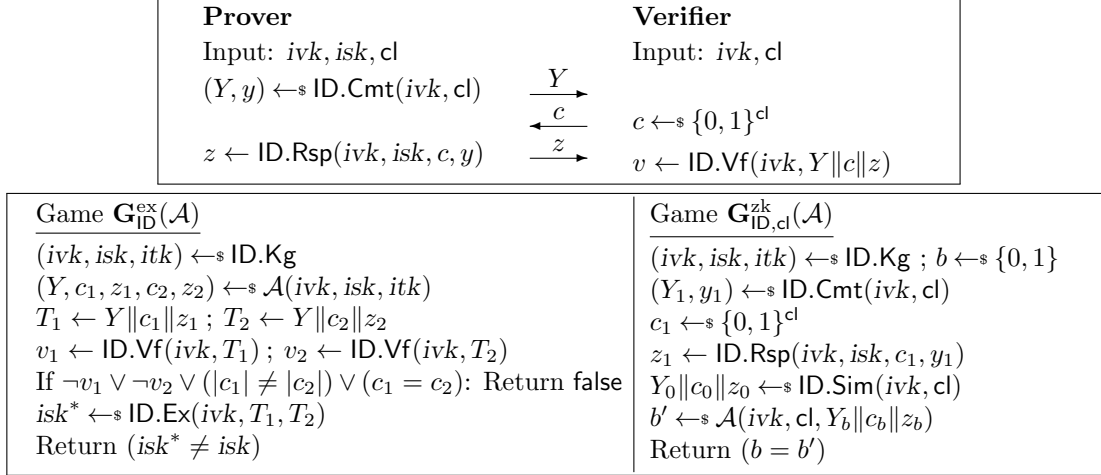 Prover Verifier
Input: ivk, isk, cl Input: ivk, cl
(Y, y) ←$ ID.Cmt(ivk, cl) Y
c c ←$ {0, 1}^cl
z ← ID.Rsp(ivk, isk, c, y) z v ← ID.Vf(ivk, Y‖c‖z)
Game G^ex_ID(𝒜)
(ivk, isk, itk) ←$ ID.Kg
(Y, c₁, z₁, c₂, z₂) ←$ 𝒜(ivk, isk, itk)
T₁ ← Y‖c₁‖z₁ ; T₂ ← Y‖c₂‖z₂
v₁ ← ID.Vf(ivk, T₁) ; v₂ ← ID.Vf(ivk, T₂)
If ¬v₁ ∨ ¬v₂ ∨ (|c₁| ≠ |c₂|) ∨ (c₁ = c₂): Return false
isk* ←$ ID.Ex(ivk, T₁, T₂)
Return (isk* ≠ isk)
Game G^zk_ID,cl(𝒜)
(ivk, isk, itk) ←$ ID.Kg ; b ←$ {0, 1}
(Y₁, y₁) ←$ ID.Cmt(ivk, cl)
c₁ ←$ {0, 1}^cl
z₁ ← ID.Rsp(ivk, isk, c₁, y₁)
Y₀‖c₀‖z₀ ←$ ID.Sim(ivk, cl)
b′ ←$ 𝒜(ivk, cl, Y_b‖c_b‖z_b)
Return (b = b′)